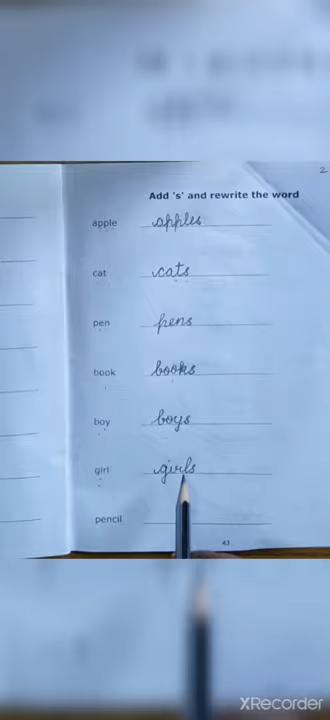 2
Add 's' and rewrite the word
apple apples
cat cats
pen pens
book books
boy boys
girl girls
pencil
43
XRecorder